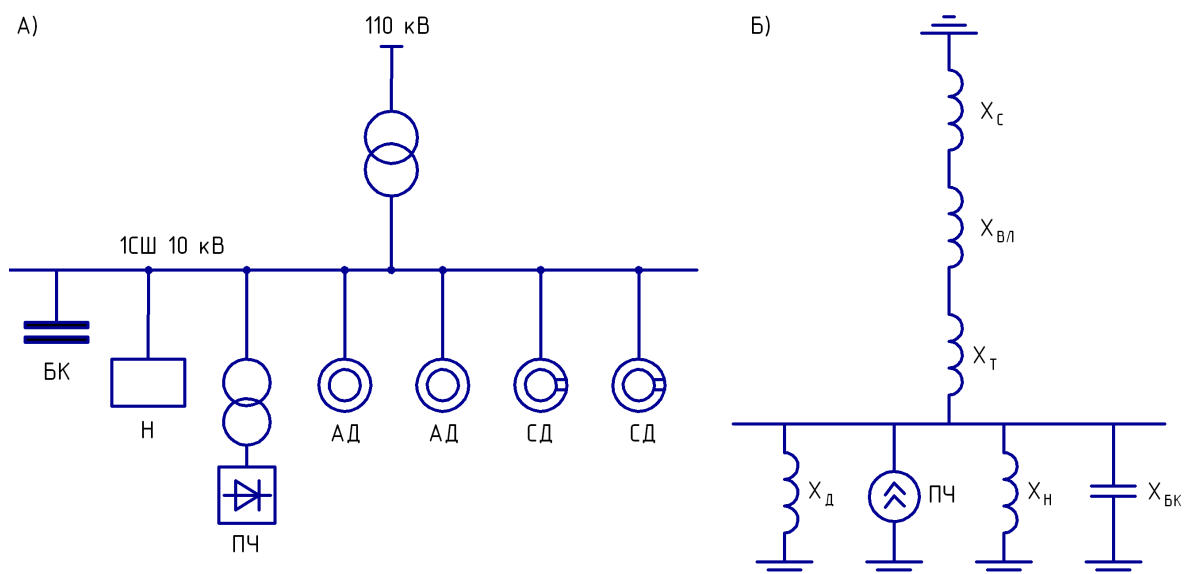 А)
110 кВ
1СШ 10 кВ
БК
Н
ПЧ
АД
АД
СД
СД
Б)
XС
XВЛ
XТ
XД
ПЧ
XН
XБК